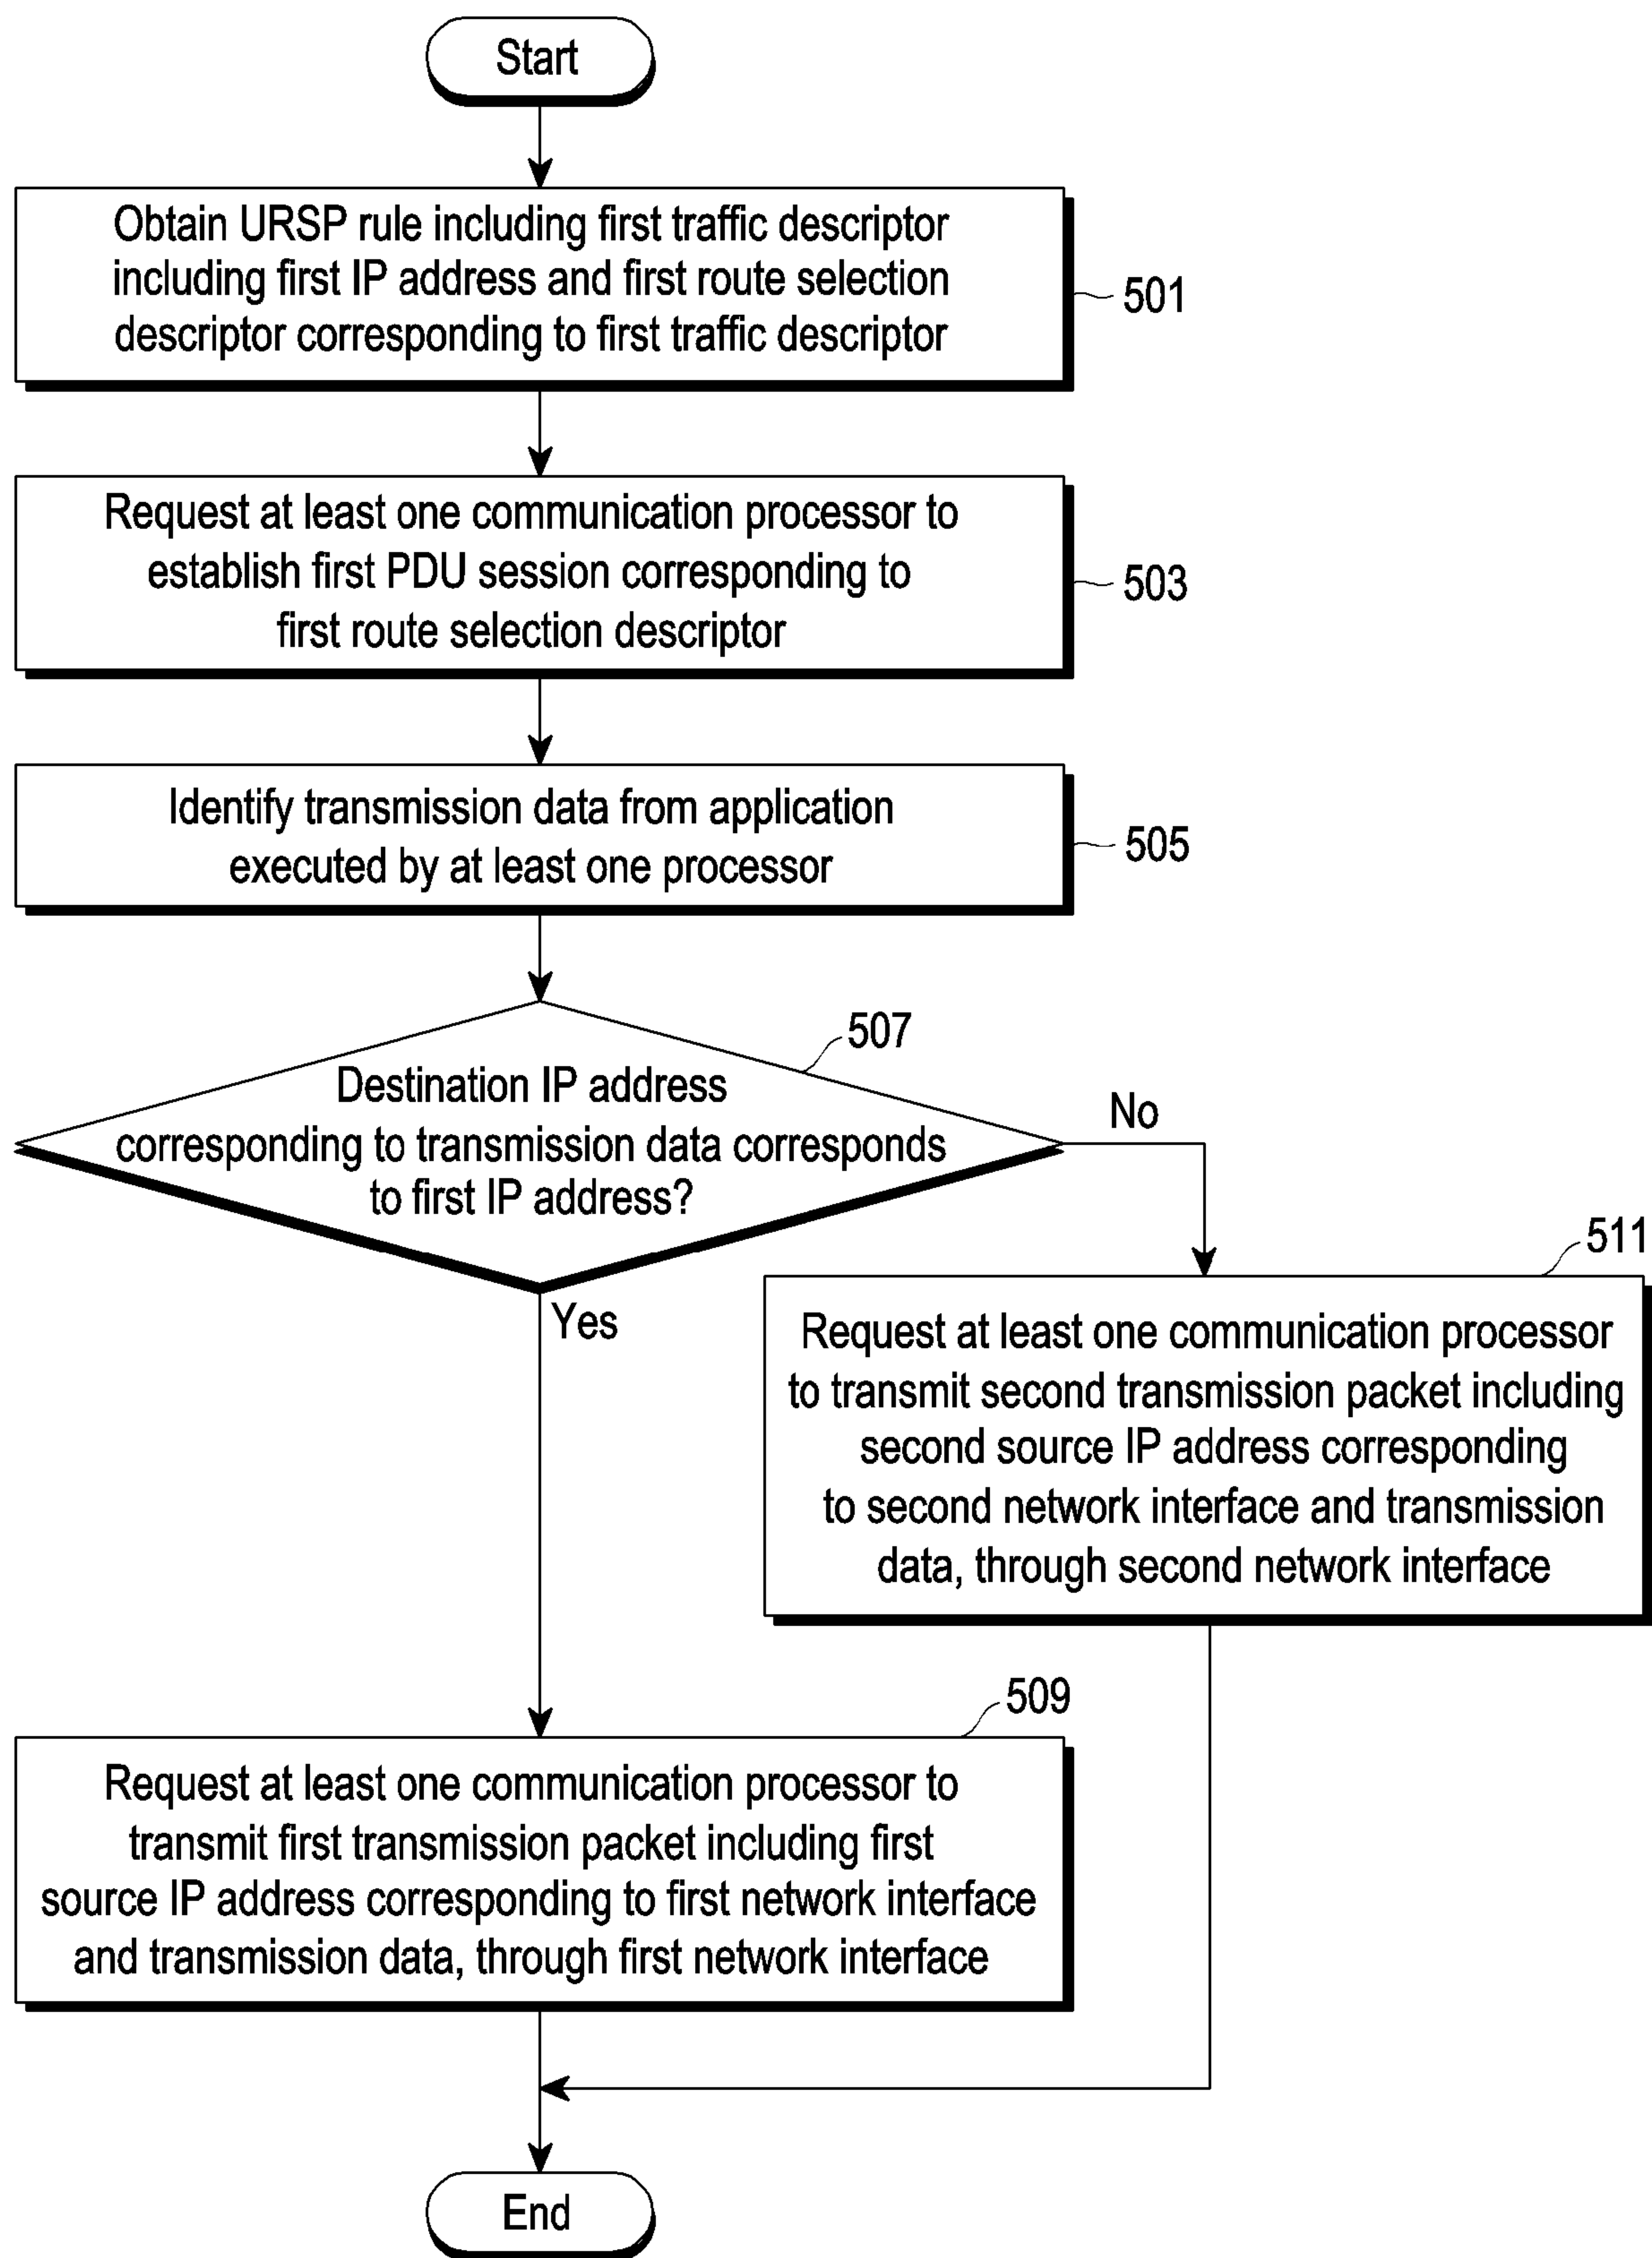 Start
Obtain URSP rule including first traffic descriptor
including first IP address and first route selection
descriptor corresponding to first traffic descriptor
501
Request at least one communication processor to
establish first PDU session corresponding to
first route selection descriptor
503
Identify transmission data from application
executed by at least one processor
505
507
Destination IP address
corresponding to transmission data corresponds
to first IP address?
No
Yes
511
Request at least one communication processor
to transmit second transmission packet including
second source IP address corresponding
to second network interface and transmission
data, through second network interface
509
Request at least one communication processor to
transmit first transmission packet including first
source IP address corresponding to first network interface
and transmission data, through first network interface
End